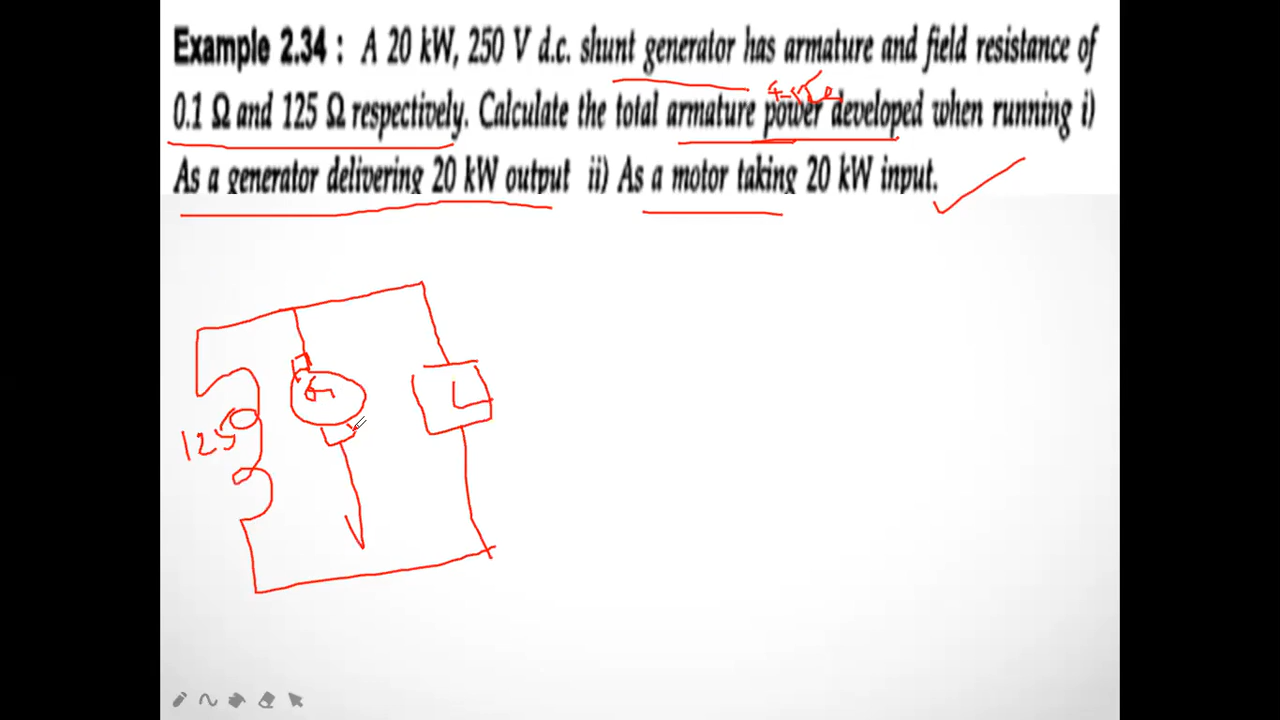 Example 2.34 : A 20 kW, 250 V d.c. shunt generator has armature and field resistance of
0.1 Ω and 125 Ω respectively. Calculate the total armature power developed when running i)
As a generator delivering 20 kW output ii) As a motor taking 20 kW input.
G
L
125